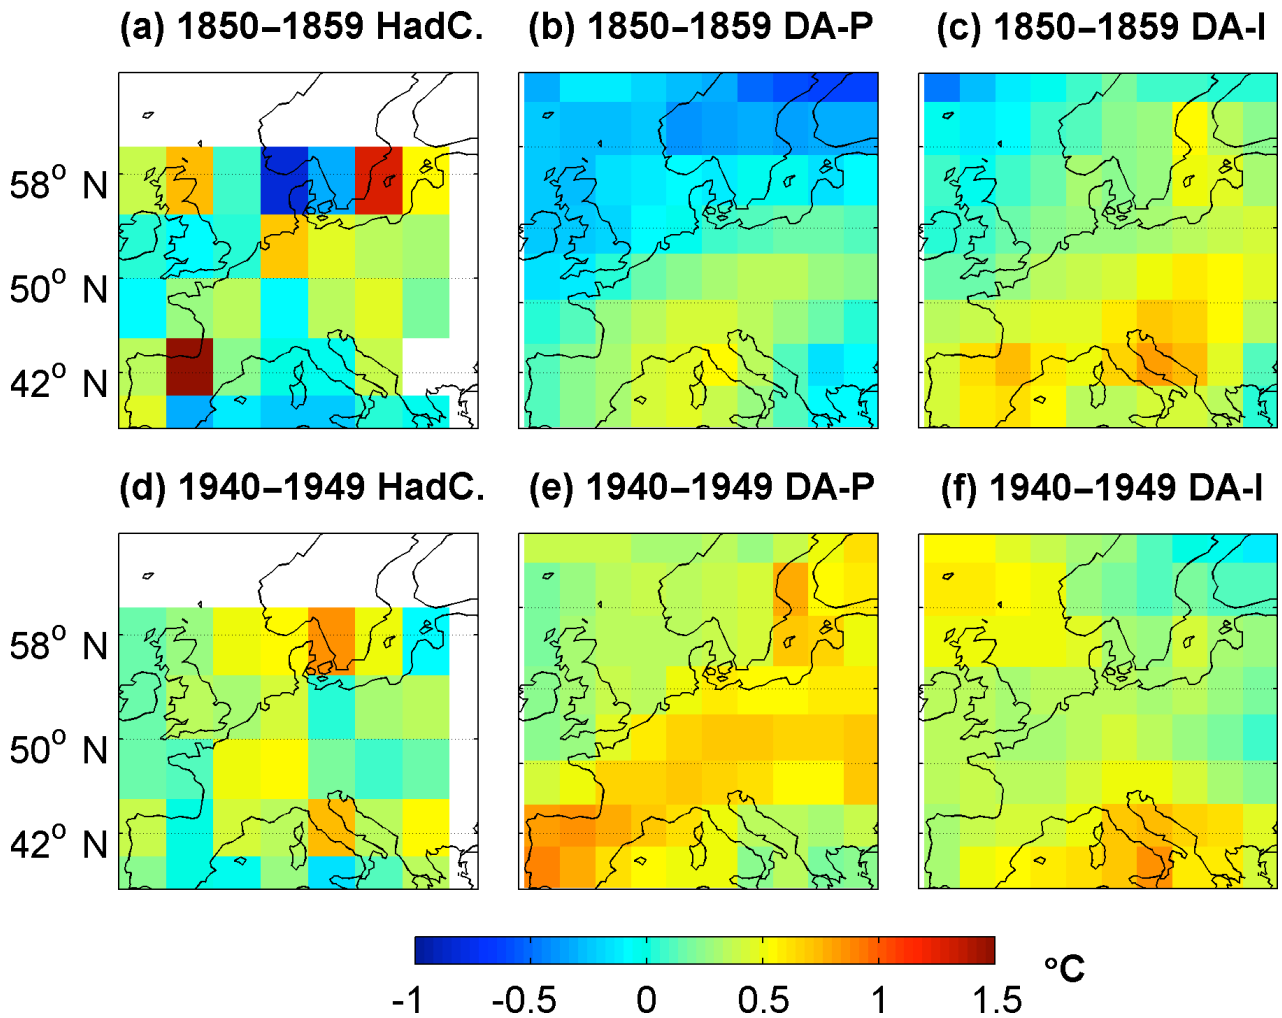 (a) 1850–1859 HadC. (b) 1850–1859 DA-P (c) 1850–1859 DA-I
58° N
50° N
42° N
(d) 1940–1949 HadC. (e) 1940–1949 DA-P (f) 1940–1949 DA-I
58° N
50° N
42° N
°C
-1 -0.5 0 0.5 1 1.5